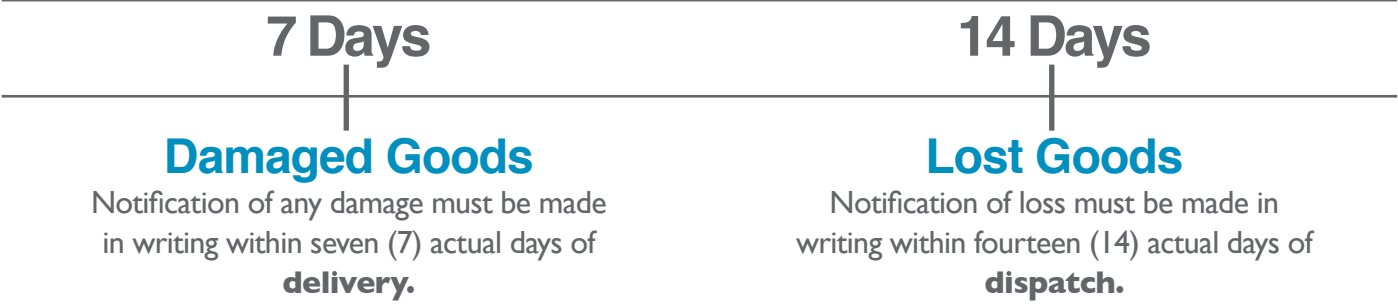 7 Days
Damaged Goods
Notification of any damage must be made
in writing within seven (7) actual days of
delivery.
14 Days
Lost Goods
Notification of loss must be made in
writing within fourteen (14) actual days of
dispatch.